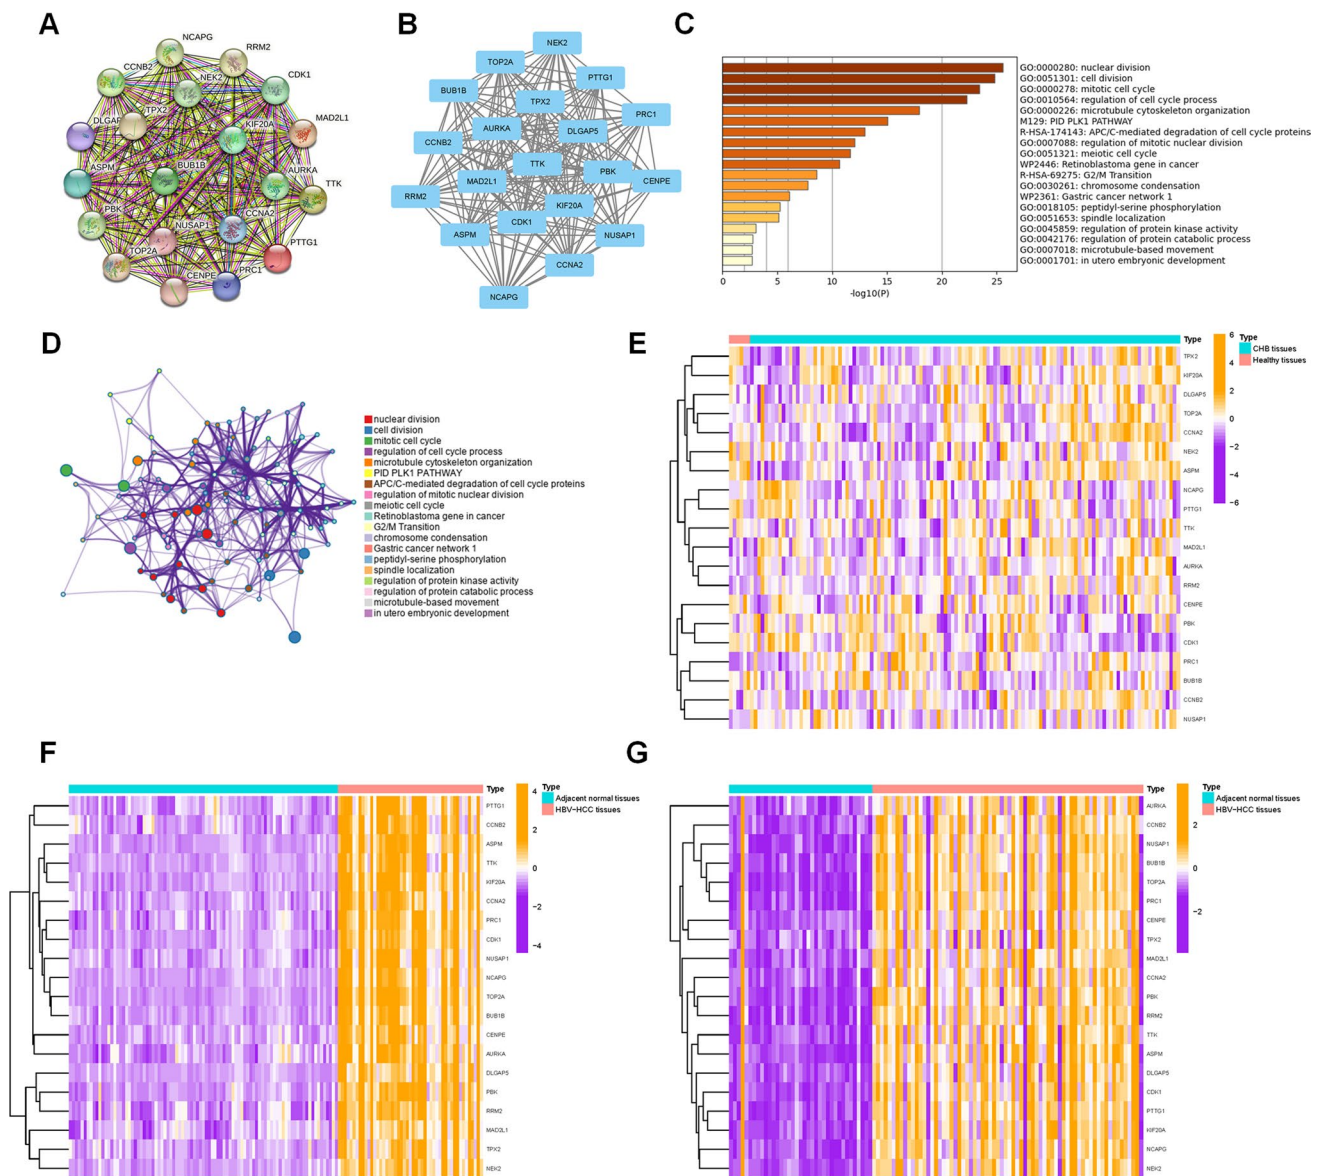 A
NCAPG
RRM2
CCNB2
NEK2
CDK1
TPX2
DLGAP
KIF20A
MAD2L1
ASPM
BUB1B
AURKA
TTK
PBK
CCNA2
NUSAP1
PTTG1
TOP2A
CENPE
PRC1
B
NEK2
TOP2A
PTTG1
BUB1B
TPX2
PRC1
AURKA
DLGAP5
CCNB2
TTK
PBK
MAD2L1
CENPE
RRM2
KIF20A
CDK1
ASPM
NUSAP1
CCNA2
NCAPG
C
GO:0000280: nuclear division
GO:0051301: cell division
GO:0000278: mitotic cell cycle
GO:0010564: regulation of cell cycle process
GO:0000226: microtubule cytoskeleton organization
M129: PID PLK1 PATHWAY
R-HSA-174143: APC/C-mediated degradation of cell cycle proteins
GO:0007088: regulation of mitotic nuclear division
GO:0051321: meiotic cell cycle
WP2446: Retinoblastoma gene in cancer
R-HSA-69275: G2/M Transition
GO:0030261: chromosome condensation
WP2361: Gastric cancer network 1
GO:0018105: peptidyl-serine phosphorylation
GO:0051653: spindle localization
GO:0045859: regulation of protein kinase activity
GO:0042176: regulation of protein catabolic process
GO:0007018: microtubule-based movement
GO:0001701: in utero embryonic development
0 5 10 15 20 25
-log10(P)
D
nuclear division
cell division
mitotic cell cycle
regulation of cell cycle process
microtubule cytoskeleton organization
PID PLK1 PATHWAY
APC/C-mediated degradation of cell cycle proteins
regulation of mitotic nuclear division
meiotic cell cycle
Retinoblastoma gene in cancer
G2/M Transition
chromosome condensation
Gastric cancer network 1
peptidyl-serine phosphorylation
spindle localization
regulation of protein kinase activity
regulation of protein catabolic process
microtubule-based movement
in utero embryonic development
E
Type
TPX2
KIF20A
DLGAP5
TOP2A
CCNA2
NEK2
ASPM
NCAPG
PTTG1
TTK
MAD2L1
AURKA
RRM2
CENPE
PBK
CDK1
PRC1
BUB1B
CCNB2
NUSAP1
6
4
2
0
−2
−4
−6
Type
CHB tissues
Healthy tissues
F
Type
PTTG1
CCNB2
ASPM
TTK
KIF20A
CCNA2
PRC1
CDK1
NUSAP1
NCAPG
TOP2A
BUB1B
CENPE
AURKA
DLGAP5
PBK
RRM2
MAD2L1
TPX2
NEK2
4
2
0
−2
−4
Type
Adjacent normal tissues
HBV−HCC tissues
G
Type
AURKA
CCNB2
NUSAP1
BUB1B
TOP2A
PRC1
CENPE
TPX2
MAD2L1
CCNA2
PBK
RRM2
TTK
ASPM
DLGAP5
CDK1
PTTG1
KIF20A
NCAPG
NEK2
2
0
−2
Type
Adjacent normal tissues
HBV−HCC tissues